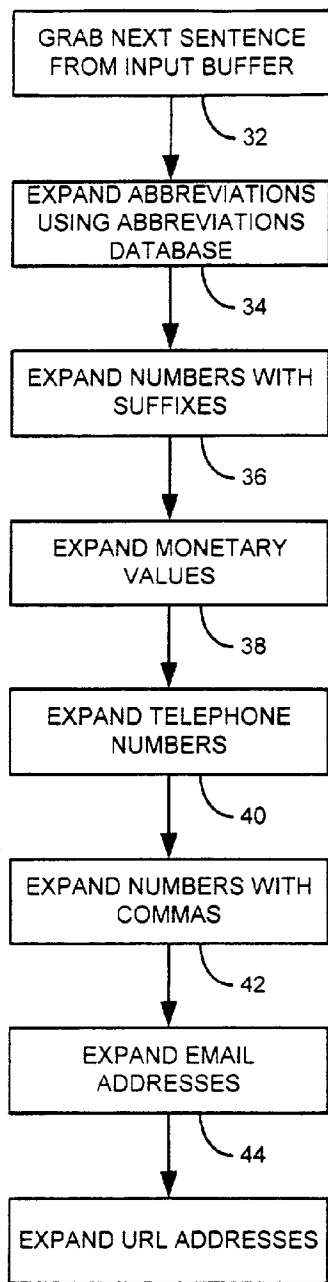 GRAB NEXT SENTENCE
FROM INPUT BUFFER
32
EXPAND ABBREVIATIONS
USING ABBREVIATIONS
DATABASE
34
EXPAND NUMBERS WITH
SUFFIXES
36
EXPAND MONETARY
VALUES
38
EXPAND TELEPHONE
NUMBERS
40
EXPAND NUMBERS WITH
COMMAS
42
EXPAND EMAIL
ADDRESSES
44
EXPAND URL ADDRESSES